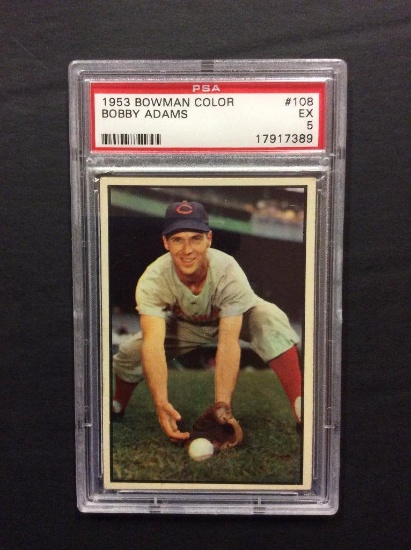 PSA
1953 BOWMAN COLOR #108
BOBBY ADAMS EX
5
17917389
C